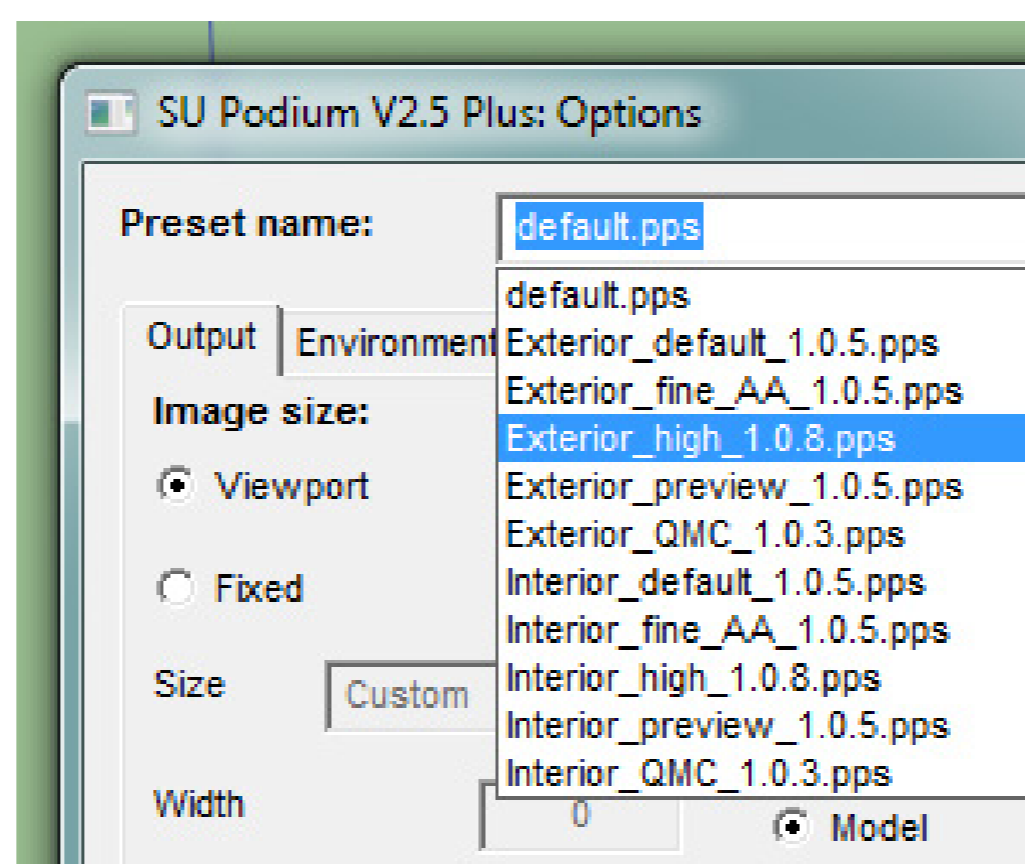 SU Podium V2.5 Plus: Options
Preset name:
default.pps
default.pps
Exterior_default_1.0.5.pps
Exterior_fine_AA_1.0.5.pps
Exterior_high_1.0.8.pps
Exterior_preview_1.0.5.pps
Exterior_QMC_1.0.3.pps
Interior_default_1.0.5.pps
Interior_fine_AA_1.0.5.pps
Interior_high_1.0.8.pps
Interior_preview_1.0.5.pps
Interior_QMC_1.0.3.pps
Output
Environment
Image size:
Viewport
Fixed
Size
Custom
Width
0
Model